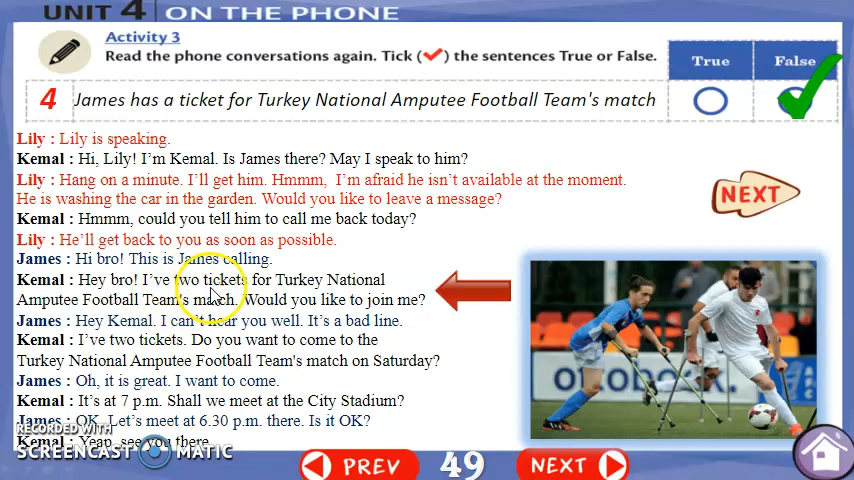 UNIT 4 ON THE PHONE
Activity 3
Read the phone conversations again. Tick (✔) the sentences True or False.
True False
4 James has a ticket for Turkey National Amputee Football Team's match
Lily : Lily is speaking.
Kemal : Hi, Lily! I'm Kemal. Is James there? May I speak to him?
Lily : Hang on a minute. I'll get him. Hmmm, I'm afraid he isn't available at the moment.
He is washing the car in the garden. Would you like to leave a message?
NEXT
Kemal : Hmmm, could you tell him to call me back today?
Lily : He'll get back to you as soon as possible.
James : Hi bro! This is James calling.
Kemal : Hey bro! I've two tickets for Turkey National
Amputee Football Team's match. Would you like to join me?
James : Hey Kemal. I can't hear you well. It's a bad line.
Kemal : I've two tickets. Do you want to come to the
Turkey National Amputee Football Team's match on Saturday?
James : Oh, it is great. I want to come.
Kemal : It's at 7 p.m. Shall we meet at the City Stadium?
James : OK. Let's meet at 6.30 p.m. there. Is it OK?
Kemal : Yeap, see you there.
RECORDED WITH
SCREENCAST MATIC
PREV 49 NEXT